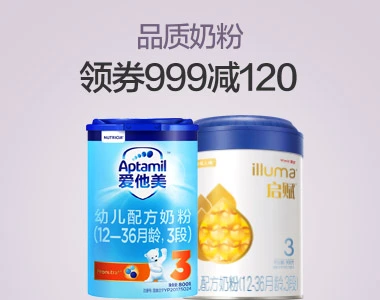 品质奶粉
领券999减120
NUTRICIA
Aptamil
爱他美
幼儿配方奶粉
(12—36月龄,3段)
3
illuma
启赋
3
儿配方奶粉(12-36月龄,3段)